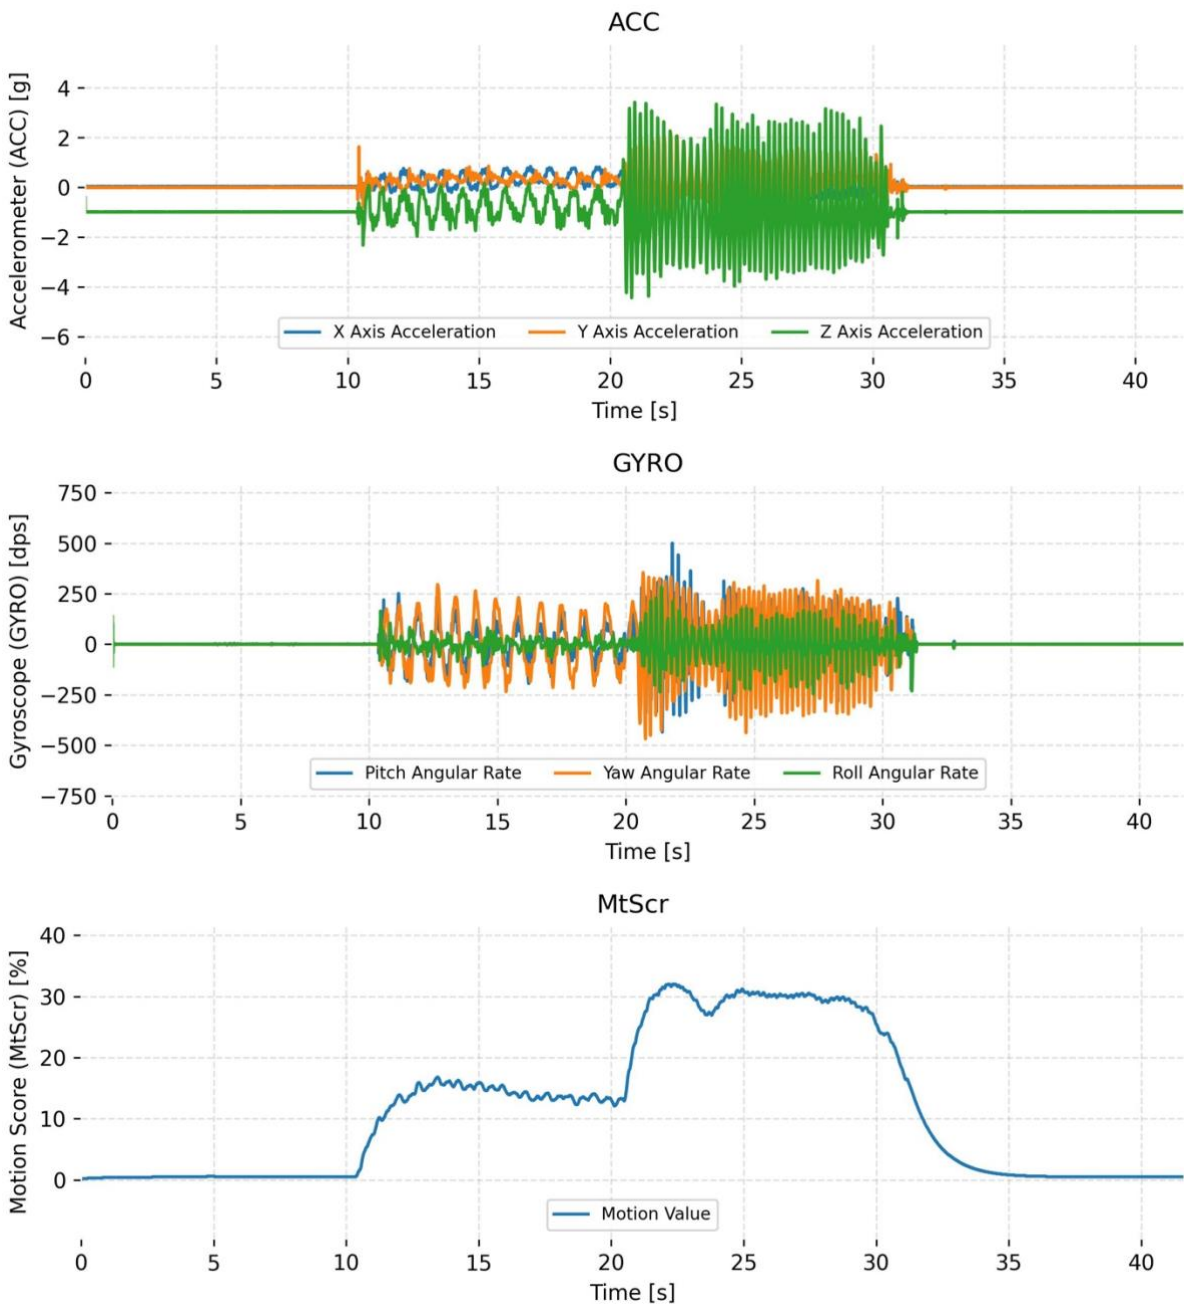 ACC
Accelerometer (ACC) [g]
4
2
0
−2
−4
−6
X Axis Acceleration Y Axis Acceleration Z Axis Acceleration
0 5 10 15 20 25 30 35 40
Time [s]
GYRO
Gyroscope (GYRO) [dps]
750
500
250
0
−250
−500
−750
Pitch Angular Rate Yaw Angular Rate Roll Angular Rate
0 5 10 15 20 25 30 35 40
Time [s]
MtScr
Motion Score (MtScr) [%]
40
30
20
10
0
Motion Value
0 5 10 15 20 25 30 35 40
Time [s]